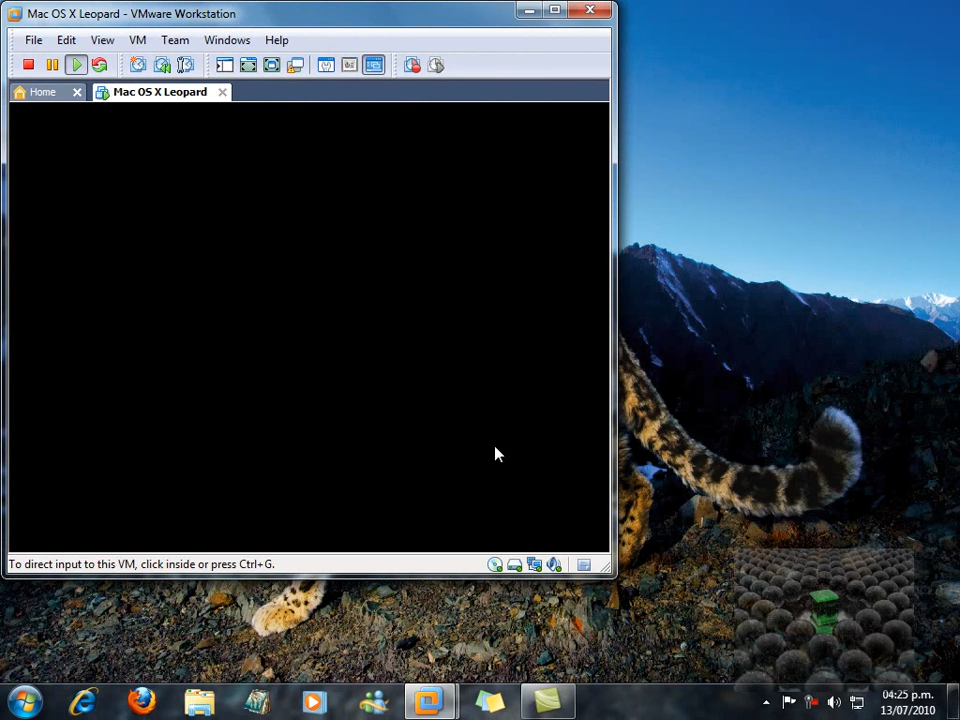 Mac OS X Leopard - VMware Workstation
File Edit View VM Team Windows Help
Home Mac OS X Leopard
To direct input to this VM, click inside or press Ctrl+G.
04:25 p.m.
13/07/2010